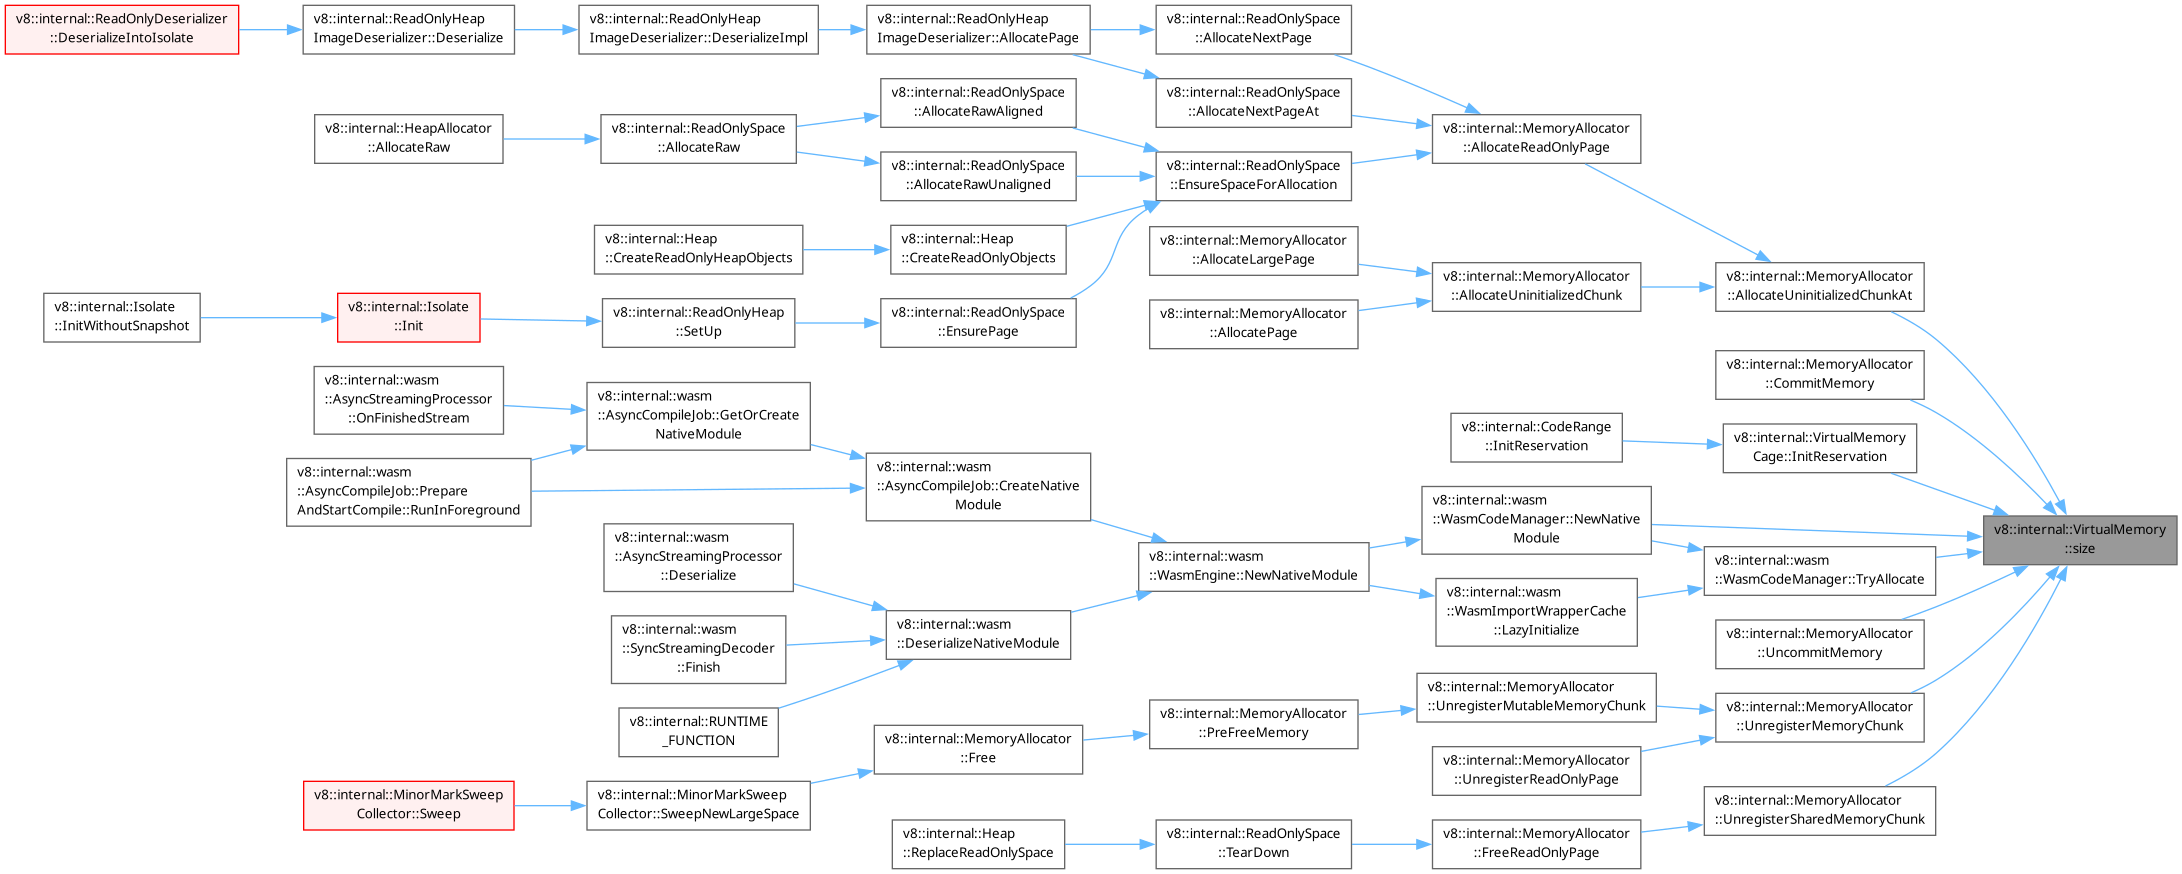 v8::internal::ReadOnlyDeserializer
::DeserializeIntoIsolate
v8::internal::ReadOnlyHeap
ImageDeserializer::Deserialize
v8::internal::ReadOnlyHeap
ImageDeserializer::DeserializeImpl
v8::internal::ReadOnlyHeap
ImageDeserializer::AllocatePage
v8::internal::ReadOnlySpace
::AllocateNextPage
v8::internal::ReadOnlySpace
::AllocateNextPageAt
v8::internal::ReadOnlySpace
::AllocateRawAligned
v8::internal::HeapAllocator
::AllocateRaw
v8::internal::ReadOnlySpace
::AllocateRaw
v8::internal::MemoryAllocator
::AllocateReadOnlyPage
v8::internal::ReadOnlySpace
::AllocateRawUnaligned
v8::internal::ReadOnlySpace
::EnsureSpaceForAllocation
v8::internal::Heap
::CreateReadOnlyHeapObjects
v8::internal::Heap
::CreateReadOnlyObjects
v8::internal::MemoryAllocator
::AllocateLargePage
v8::internal::MemoryAllocator
::AllocateUninitializedChunk
v8::internal::MemoryAllocator
::AllocateUninitializedChunkAt
v8::internal::Isolate
::InitWithoutSnapshot
v8::internal::Isolate
::Init
v8::internal::ReadOnlyHeap
::SetUp
v8::internal::ReadOnlySpace
::EnsurePage
v8::internal::MemoryAllocator
::AllocatePage
v8::internal::MemoryAllocator
::CommitMemory
v8::internal::wasm
::AsyncStreamingProcessor
::OnFinishedStream
v8::internal::wasm
::AsyncCompileJob::GetOrCreate
NativeModule
v8::internal::CodeRange
::InitReservation
v8::internal::VirtualMemory
Cage::InitReservation
v8::internal::wasm
::AsyncCompileJob::Prepare
AndStartCompile::RunInForeground
v8::internal::wasm
::AsyncCompileJob::CreateNative
Module
v8::internal::wasm
::WasmCodeManager::NewNative
Module
v8::internal::VirtualMemory
::size
v8::internal::wasm
::AsyncStreamingProcessor
::Deserialize
v8::internal::wasm
::WasmEngine::NewNativeModule
v8::internal::wasm
::WasmCodeManager::TryAllocate
v8::internal::wasm
::WasmImportWrapperCache
::LazyInitialize
v8::internal::wasm
::SyncStreamingDecoder
::Finish
v8::internal::wasm
::DeserializeNativeModule
v8::internal::MemoryAllocator
::UncommitMemory
v8::internal::RUNTIME
_FUNCTION
v8::internal::MemoryAllocator
::Free
v8::internal::MemoryAllocator
::PreFreeMemory
v8::internal::MemoryAllocator
::UnregisterMutableMemoryChunk
v8::internal::MemoryAllocator
::UnregisterMemoryChunk
v8::internal::MemoryAllocator
::UnregisterReadOnlyPage
v8::internal::MinorMarkSweep
Collector::Sweep
v8::internal::MinorMarkSweep
Collector::SweepNewLargeSpace
v8::internal::MemoryAllocator
::UnregisterSharedMemoryChunk
v8::internal::Heap
::ReplaceReadOnlySpace
v8::internal::ReadOnlySpace
::TearDown
v8::internal::MemoryAllocator
::FreeReadOnlyPage